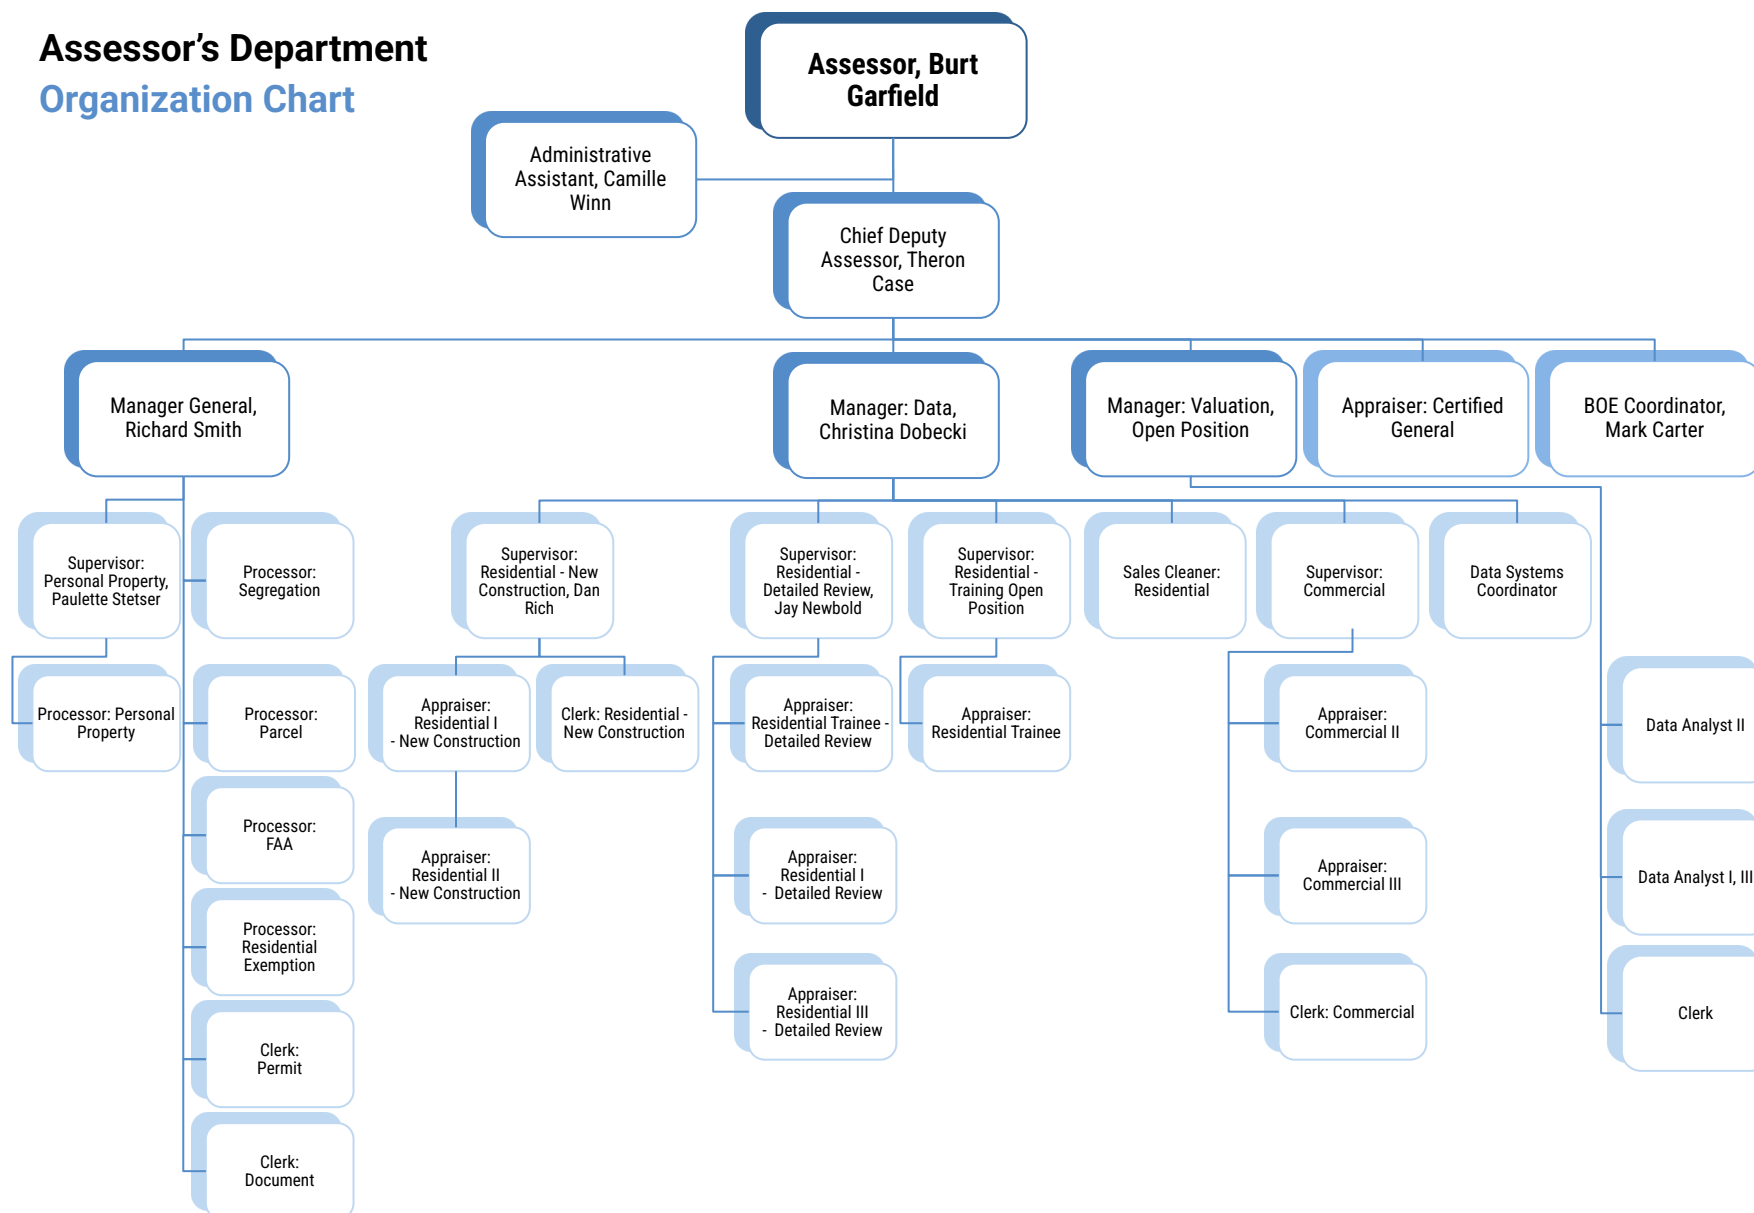 Assessor’s Department
Organization Chart
Assessor, Burt
Garfield
Administrative
Assistant, Camille
Winn
Chief Deputy
Assessor, Theron
Case
Manager General,
Richard Smith
Manager: Data,
Christina Dobecki
Manager: Valuation,
Open Position
Appraiser: Certified
General
BOE Coordinator,
Mark Carter
Supervisor:
Personal Property,
Paulette Stetser
Processor:
Segregation
Supervisor:
Residential - New
Construction, Dan
Rich
Supervisor:
Residential -
Detailed Review,
Jay Newbold
Supervisor:
Residential -
Training Open
Position
Sales Cleaner:
Residential
Supervisor:
Commercial
Data Systems
Coordinator
Processor: Personal
Property
Processor:
Parcel
Appraiser:
Residential I
- New Construction
Clerk: Residential -
New Construction
Appraiser:
Residential Trainee -
Detailed Review
Appraiser:
Residential Trainee
Appraiser:
Commercial II
Data Analyst II
Processor:
FAA
Appraiser:
Residential II
- New Construction
Appraiser:
Residential I
- Detailed Review
Appraiser:
Commercial III
Data Analyst I, III
Processor:
Residential
Exemption
Appraiser:
Residential III
- Detailed Review
Clerk: Commercial
Clerk
Clerk:
Permit
Clerk:
Document